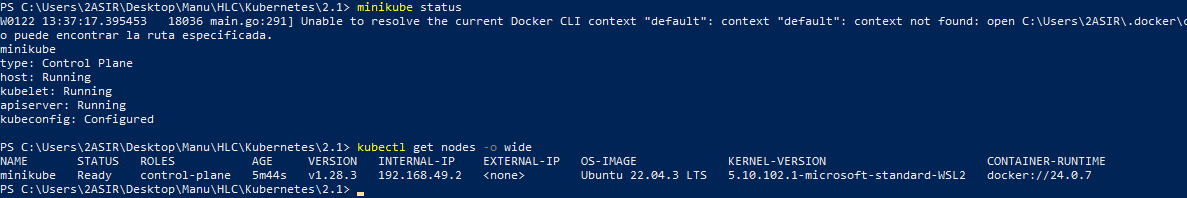 PS C:\Users\2ASIR\Desktop\Manu\HLC\Kubernetes\2.1> minikube status
W0122 13:37:17.395453   18036 main.go:291] Unable to resolve the current Docker CLI context "default": context "default": context not found: open C:\Users\2ASIR\.docker\c
o puede encontrar la ruta especificada.
minikube
type: Control Plane
host: Running
kubelet: Running
apiserver: Running
kubeconfig: Configured
PS C:\Users\2ASIR\Desktop\Manu\HLC\Kubernetes\2.1> kubectl get nodes -o wide
NAME       STATUS   ROLES           AGE     VERSION   INTERNAL-IP    EXTERNAL-IP   OS-IMAGE             KERNEL-VERSION                      CONTAINER-RUNTIME
minikube   Ready    control-plane   5m44s   v1.28.3   192.168.49.2   <none>        Ubuntu 22.04.3 LTS   5.10.102.1-microsoft-standard-WSL2   docker://24.0.7
PS C:\Users\2ASIR\Desktop\Manu\HLC\Kubernetes\2.1>